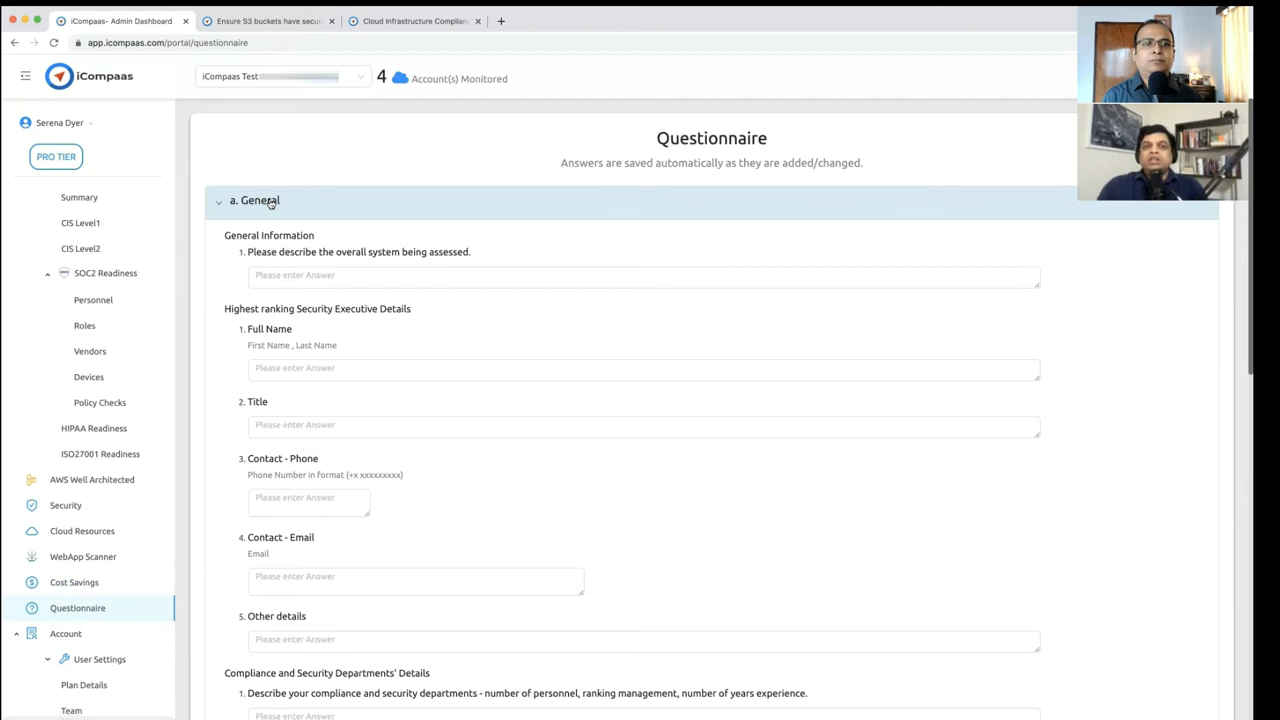 iCompaas- Admin Dashboard
Ensure S3 buckets have secur
Cloud Infrastructure Complian
app.icompaas.com/portal/questionnaire
iCompaas
iCompaas Test
4 Account(s) Monitored
Serena Dyer
PRO TIER
Summary
CIS Level1
CIS Level2
SOC2 Readiness
Personnel
Roles
Vendors
Devices
Policy Checks
HIPAA Readiness
ISO27001 Readiness
AWS Well Architected
Security
Cloud Resources
WebApp Scanner
Cost Savings
Questionnaire
Account
User Settings
Plan Details
Team
Questionnaire
Answers are saved automatically as they are added/changed.
a. General
General Information
1. Please describe the overall system being assessed.
Please enter Answer
Highest ranking Security Executive Details
1. Full Name
First Name , Last Name
Please enter Answer
2. Title
Please enter Answer
3. Contact - Phone
Phone Number in format (+x xxxxxxxxx)
Please enter Answer
4. Contact - Email
Email
Please enter Answer
5. Other details
Please enter Answer
Compliance and Security Departments' Details
1. Describe your compliance and security departments - number of personnel, ranking management, number of years experience.
Please enter Answer